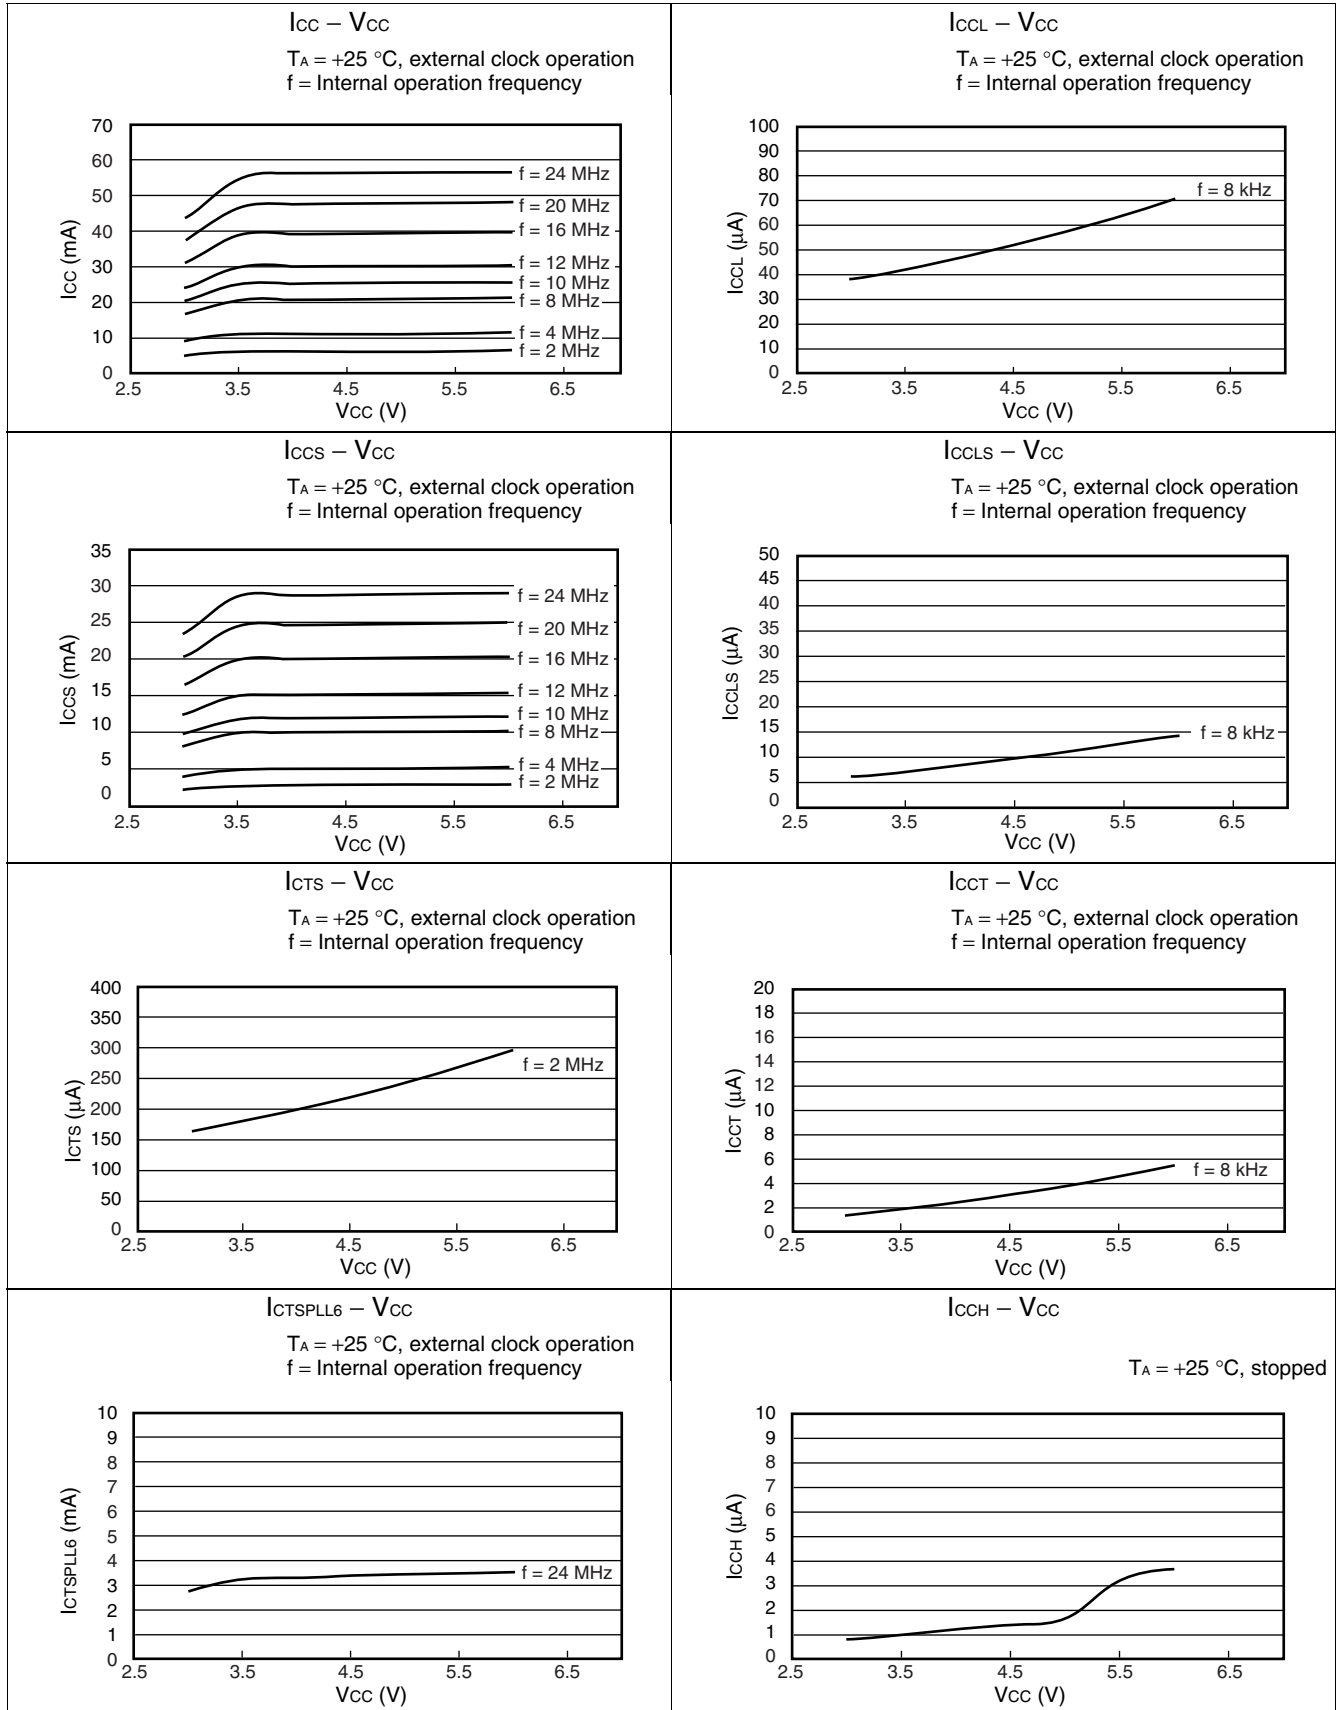 ICC – VCC
TA = +25 °C, external clock operation
f = Internal operation frequency
70
60
50
40
30
20
10
0
ICC (mA)
f = 24 MHz
f = 20 MHz
f = 16 MHz
f = 12 MHz
f = 10 MHz
f = 8 MHz
f = 4 MHz
f = 2 MHz
2.5 3.5 4.5 5.5 6.5
VCC (V)
ICCL – VCC
TA = +25 °C, external clock operation
f = Internal operation frequency
100
90
80
70
60
50
40
30
20
10
0
ICCL (μA)
f = 8 kHz
2.5 3.5 4.5 5.5 6.5
VCC (V)
ICCS – VCC
TA = +25 °C, external clock operation
f = Internal operation frequency
35
30
25
20
15
10
5
0
ICCS (mA)
f = 24 MHz
f = 20 MHz
f = 16 MHz
f = 12 MHz
f = 10 MHz
f = 8 MHz
f = 4 MHz
f = 2 MHz
2.5 3.5 4.5 5.5 6.5
VCC (V)
ICCLS – VCC
TA = +25 °C, external clock operation
f = Internal operation frequency
50
45
40
35
30
25
20
15
10
5
0
ICCLS (μA)
f = 8 kHz
2.5 3.5 4.5 5.5 6.5
VCC (V)
ICTS – VCC
TA = +25 °C, external clock operation
f = Internal operation frequency
400
350
300
250
200
150
100
50
0
ICTS (μA)
f = 2 MHz
2.5 3.5 4.5 5.5 6.5
VCC (V)
ICCT – VCC
TA = +25 °C, external clock operation
f = Internal operation frequency
20
18
16
14
12
10
8
6
4
2
0
ICCT (μA)
f = 8 kHz
2.5 3.5 4.5 5.5 6.5
VCC (V)
ICTSPLL6 – VCC
TA = +25 °C, external clock operation
f = Internal operation frequency
10
9
8
7
6
5
4
3
2
1
0
ICTSPLL6 (mA)
f = 24 MHz
2.5 3.5 4.5 5.5 6.5
VCC (V)
ICCH – VCC
TA = +25 °C, stopped
10
9
8
7
6
5
4
3
2
1
0
ICCH (μA)
2.5 3.5 4.5 5.5 6.5
VCC (V)